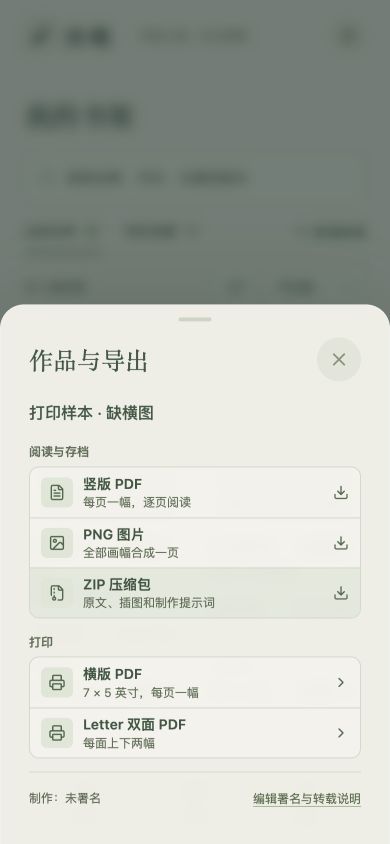 作品与导出
打印样本 · 缺横图
阅读与存档
竖版 PDF
每页一幅，逐页阅读
PNG 图片
全部画幅合成一页
ZIP 压缩包
原文、插图和制作提示词
打印
横版 PDF
7 × 5 英寸，每页一幅
Letter 双面 PDF
每面上下两幅
制作：未署名
编辑署名与转载说明